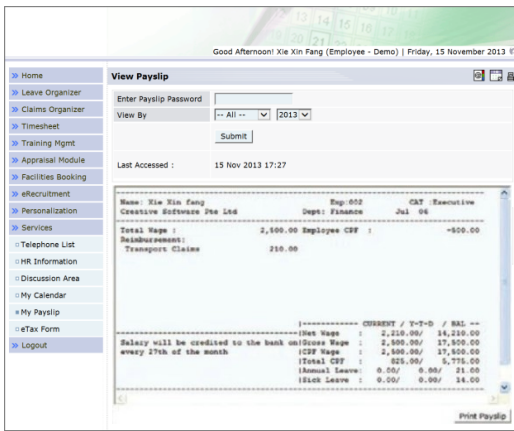 13 14 15 16
20 21
Good Afternoon! Xie Xin Fang (Employee - Demo) | Friday, 15 November 2013
» Home
» Leave Organizer
» Claims Organizer
» Timesheet
» Training Mgmt
» Appraisal Module
» Facilities Booking
» eRecruitment
» Personalization
» Services
Telephone List
HR Information
Discussion Area
My Calendar
My Payslip
eTax Form
» Logout
View Payslip
Enter Payslip Password
View By -- All -- 2013
Submit
Last Accessed : 15 Nov 2013 17:27
Name: Xie Xin fang Emp:002 CAT :Executive
Creative Software Pte Ltd Dept: Finance Jul 06
Total Wage : 2,500.00 Employee CPF : -500.00
Reimbursement:
Transport Claims 210.00
|------------ CURRENT / Y-T-D / BAL --
|Net Wage : 2,210.00/ 14,210.00
Salary will be credited to the bank on|Gross Wage : 2,500.00/ 17,500.00
every 27th of the month |CPF Wage : 2,500.00/ 17,500.00
|Total CPF : 825.00/ 5,775.00
|Annual Leave: 0.00/ 0.00/ 21.00
|Sick Leave : 0.00/ 0.00/ 14.00
Print Payslip